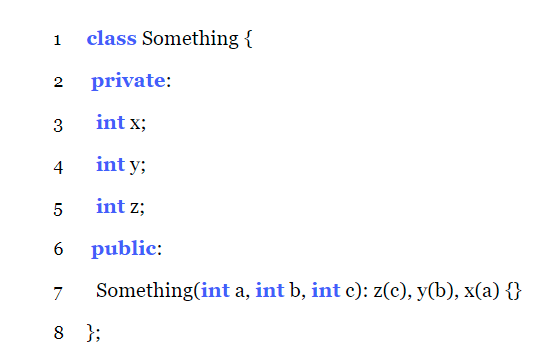 1 class Something {
2 private:
3 int x;
4 int y;
5 int z;
6 public:
7 Something(int a, int b, int c): z(c), y(b), x(a) {}
8 };